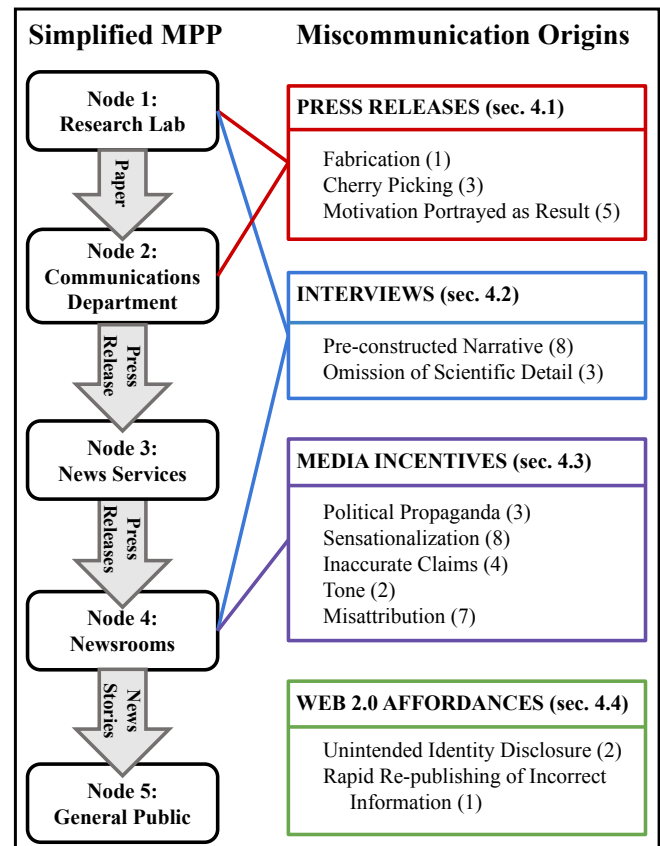 Simplified MPP
Node 1:
Research Lab
Paper
Node 2:
Communications
Department
Press
Release
Node 3:
News Services
Press
Releases
Node 4:
Newsrooms
News
Stories
Node 5:
General Public
Miscommunication Origins
PRESS RELEASES (sec. 4.1)
Fabrication (1)
Cherry Picking (3)
Motivation Portrayed as Result (5)
INTERVIEWS (sec. 4.2)
Pre-constructed Narrative (8)
Omission of Scientific Detail (3)
MEDIA INCENTIVES (sec. 4.3)
Political Propaganda (3)
Sensationalization (8)
Inaccurate Claims (4)
Tone (2)
Misattribution (7)
WEB 2.0 AFFORDANCES (sec. 4.4)
Unintended Identity Disclosure (2)
Rapid Re-publishing of Incorrect
Information (1)